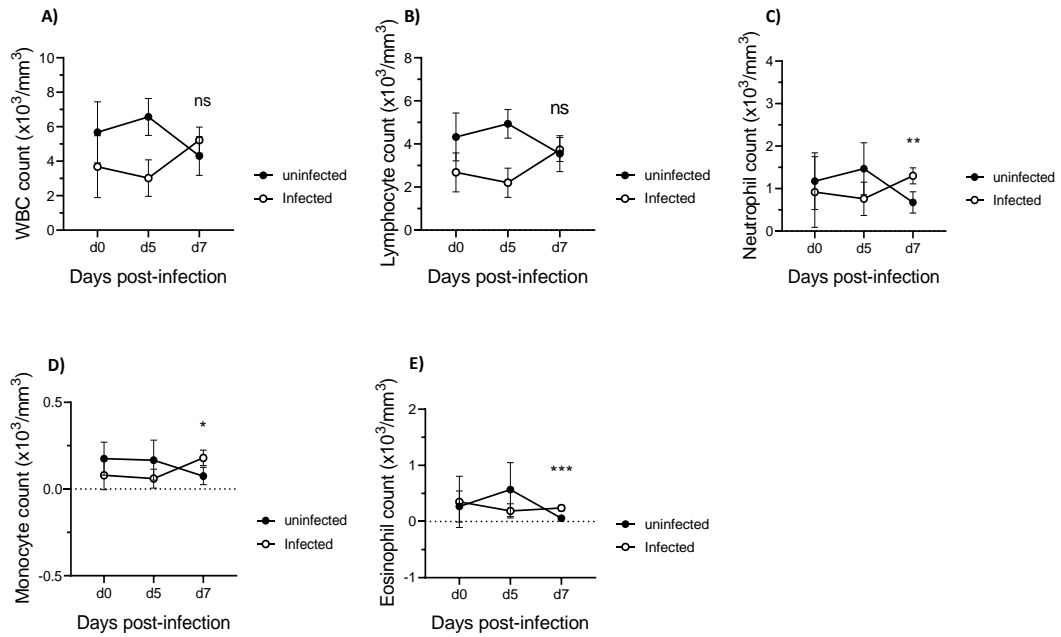 A)
WBC count (x10³/mm³)
10
8
6
4
2
0
ns
d0 d5 d7
Days post-infection
uninfected
Infected
B)
Lymphocyte count (x10³/mm³)
8
6
4
2
0
ns
d0 d5 d7
Days post-infection
uninfected
Infected
C)
Neutrophil count (x10³/mm³)
4
3
2
1
0
**
d0 d5 d7
Days post-infection
uninfected
Infected
D)
Monocyte count (x10³/mm³)
0.5
0.0
-0.5
*
d0 d5 d7
Days post-infection
uninfected
Infected
E)
Eosinophil count (x10³/mm³)
2
1
0
-1
***
d0 d5 d7
Days post-infection
uninfected
Infected